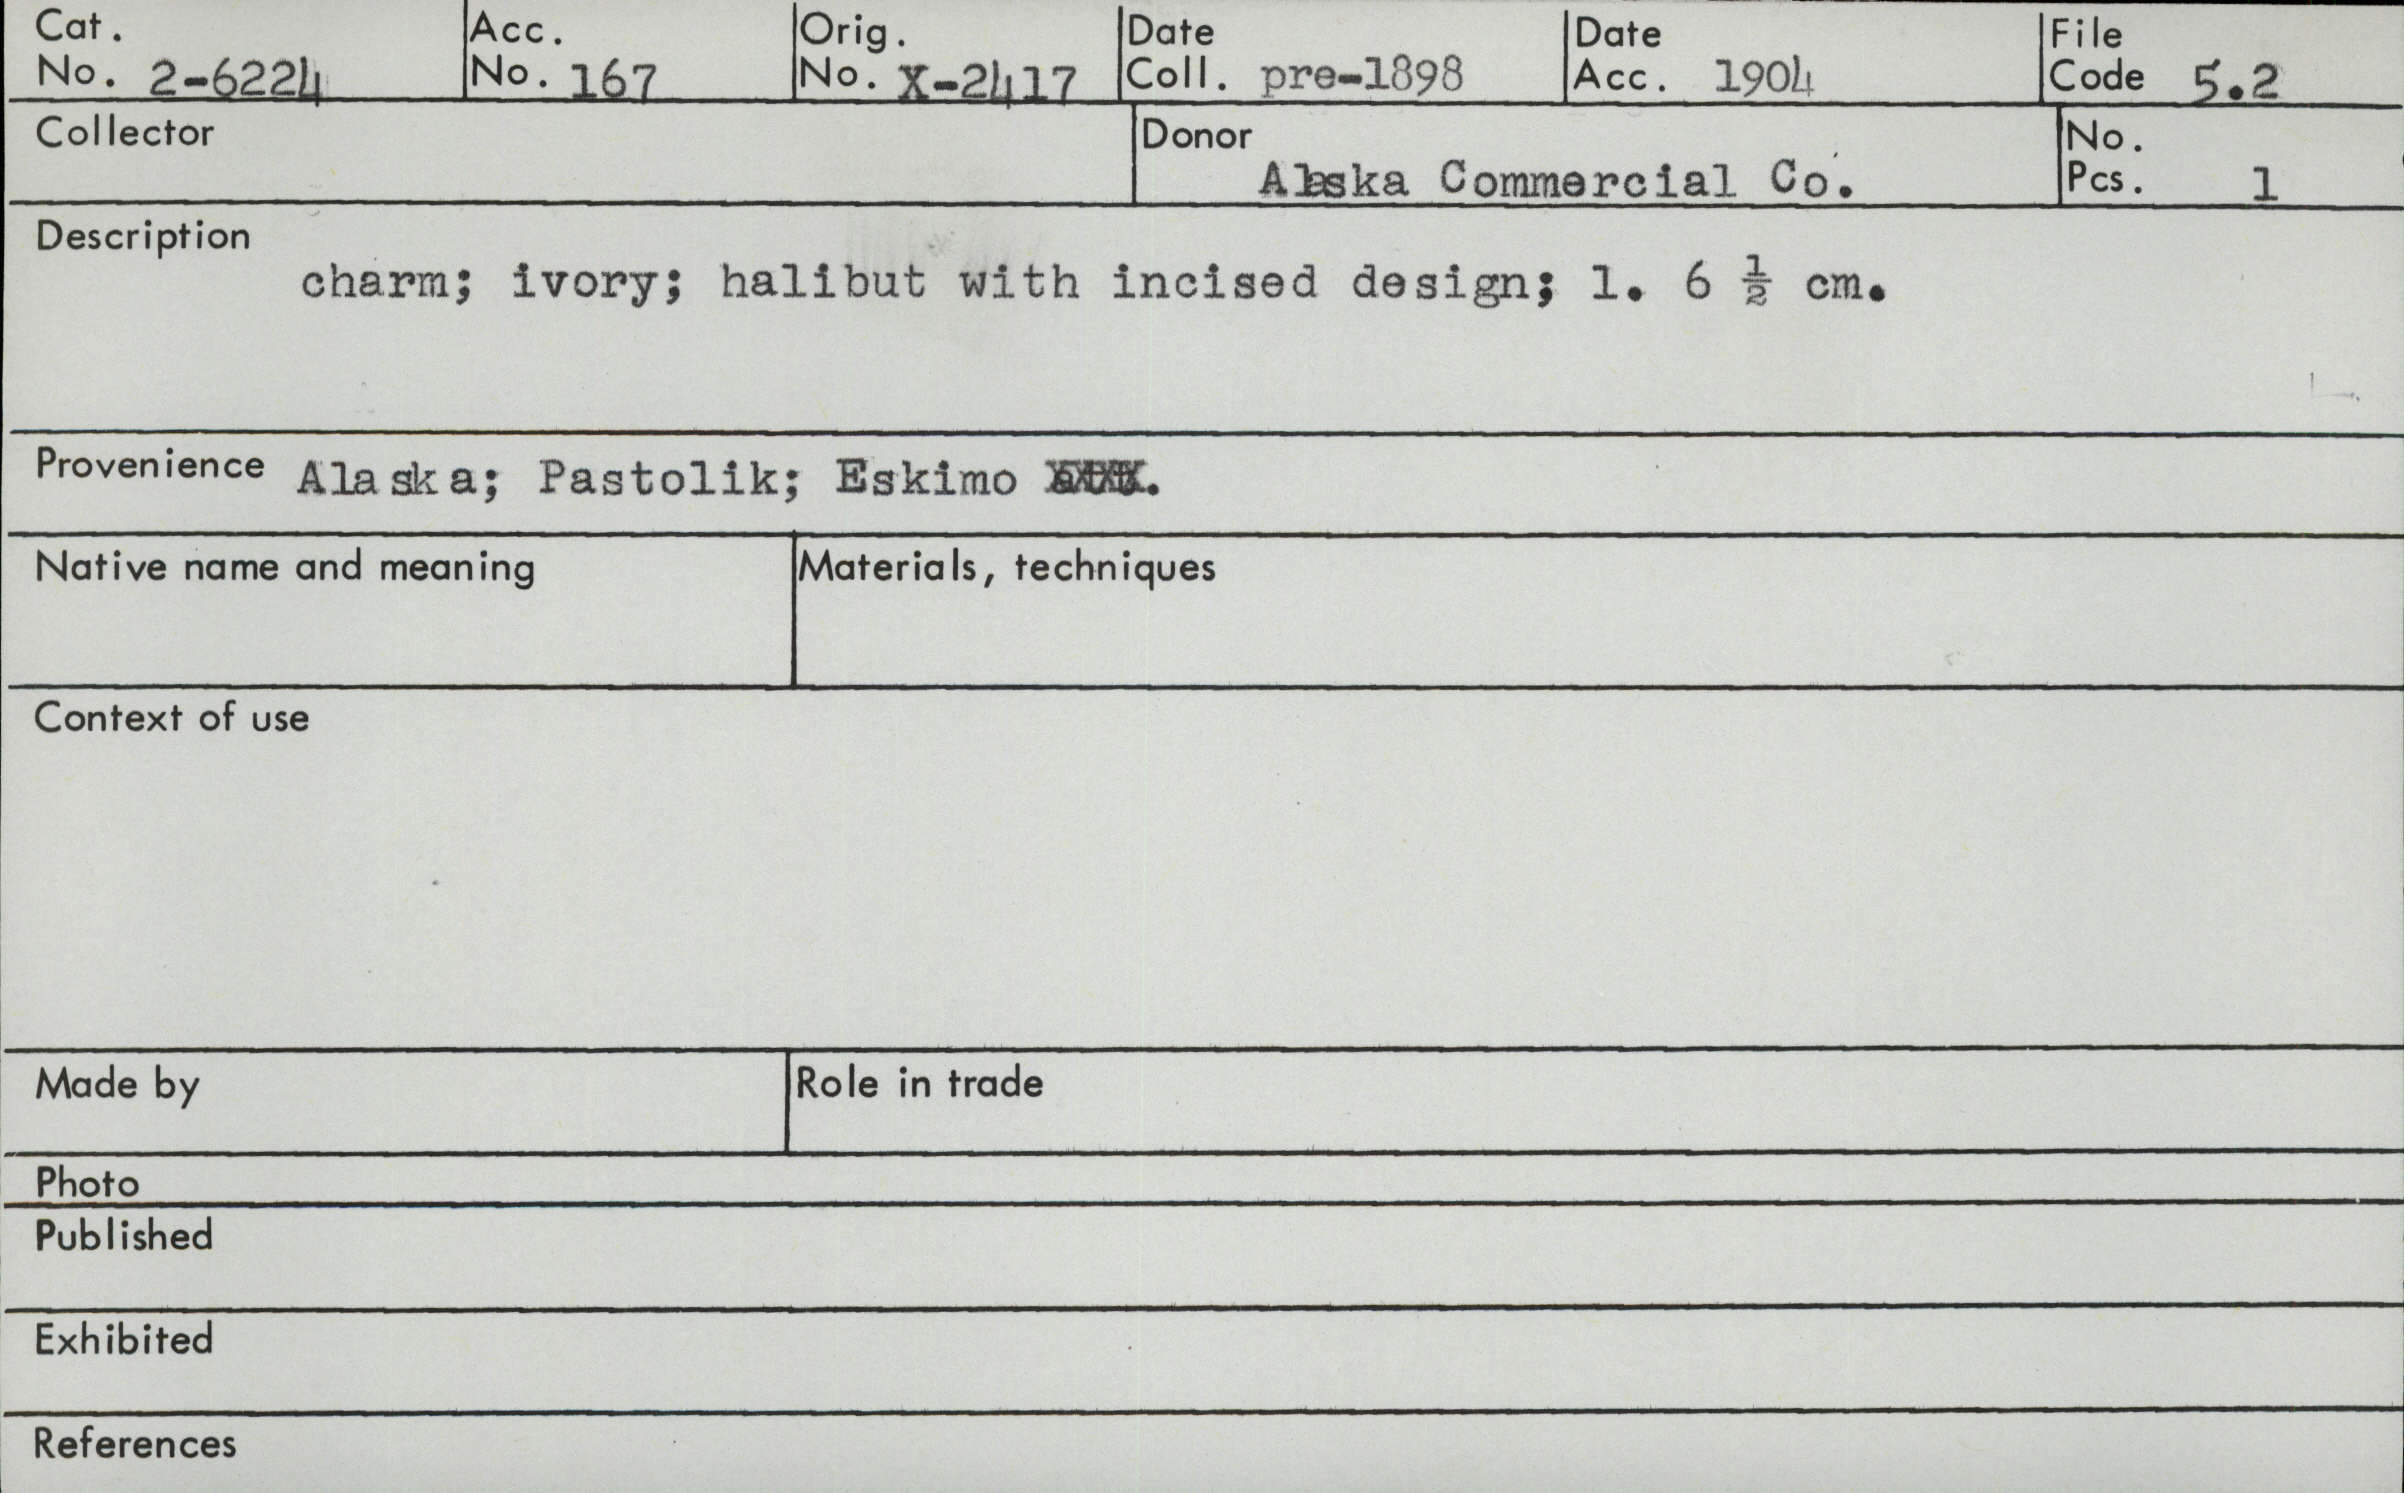 Cat. No. 2-6224
Acc. No. 167
Orig. No. X-2417
Date Coll. pre-1898
Date Acc. 1904
File Code 5.2
Collector
Donor Alaska Commercial Co.
No. Pcs. 1
Description
charm; ivory; halibut with incised design; l. 6 ½ cm.
Provenience Alaska; Pastolik; Eskimo .
Native name and meaning
Materials, techniques
Context of use
Made by
Role in trade
Photo
Published
Exhibited
References